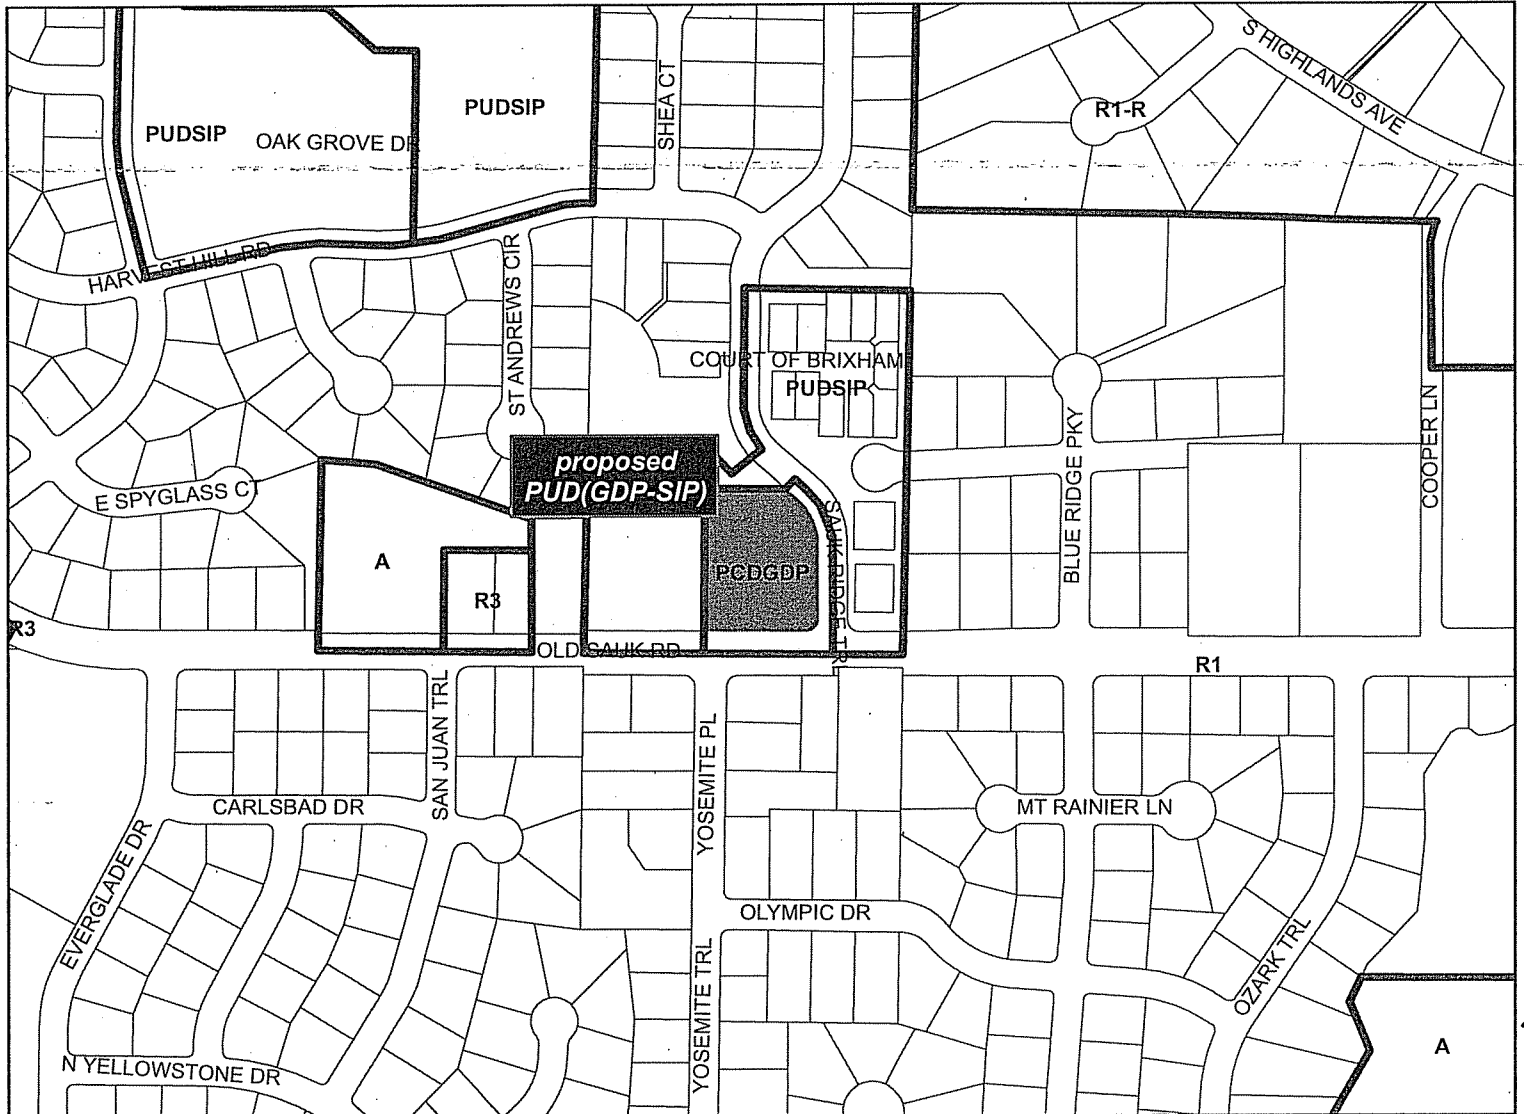 S HIGHLANDS AVE
PUDSIP
R1-R
SHEA CT
PUDSIP
OAK GROVE DR
HARVEST HILL RD
ST ANDREWS CIR
COURT OF BRIXHAM
PUDSIP
COOPER LN
BLUE RIDGE PKY
proposed
PUD(GDP-SIP)
E SPYGLASS CT
SAUK RIDGE TRL
A
PCDGDP
R3
R3
OLD SAUK RD
R1
SAN JUAN TRL
YOSEMITE PL
CARLSBAD DR
MT RAINIER LN
EVERGLADE DR
OLYMPIC DR
OZARK TRL
YOSEMITE TRL
A
N YELLOWSTONE DR